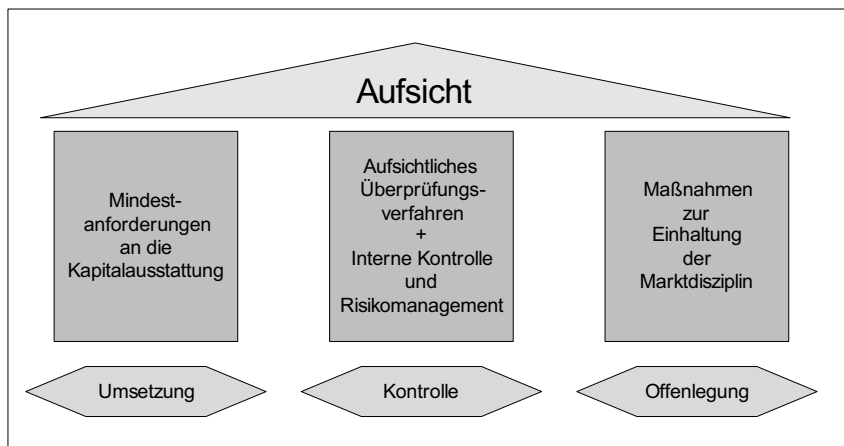 Aufsicht
Mindest-
anforderungen
an die
Kapitalausstattung
Aufsichtliches
Überprüfungs-
verfahren
+
Interne Kontrolle
und
Risikomanagement
Maßnahmen
zur
Einhaltung
der
Marktdisziplin
Umsetzung
Kontrolle
Offenlegung